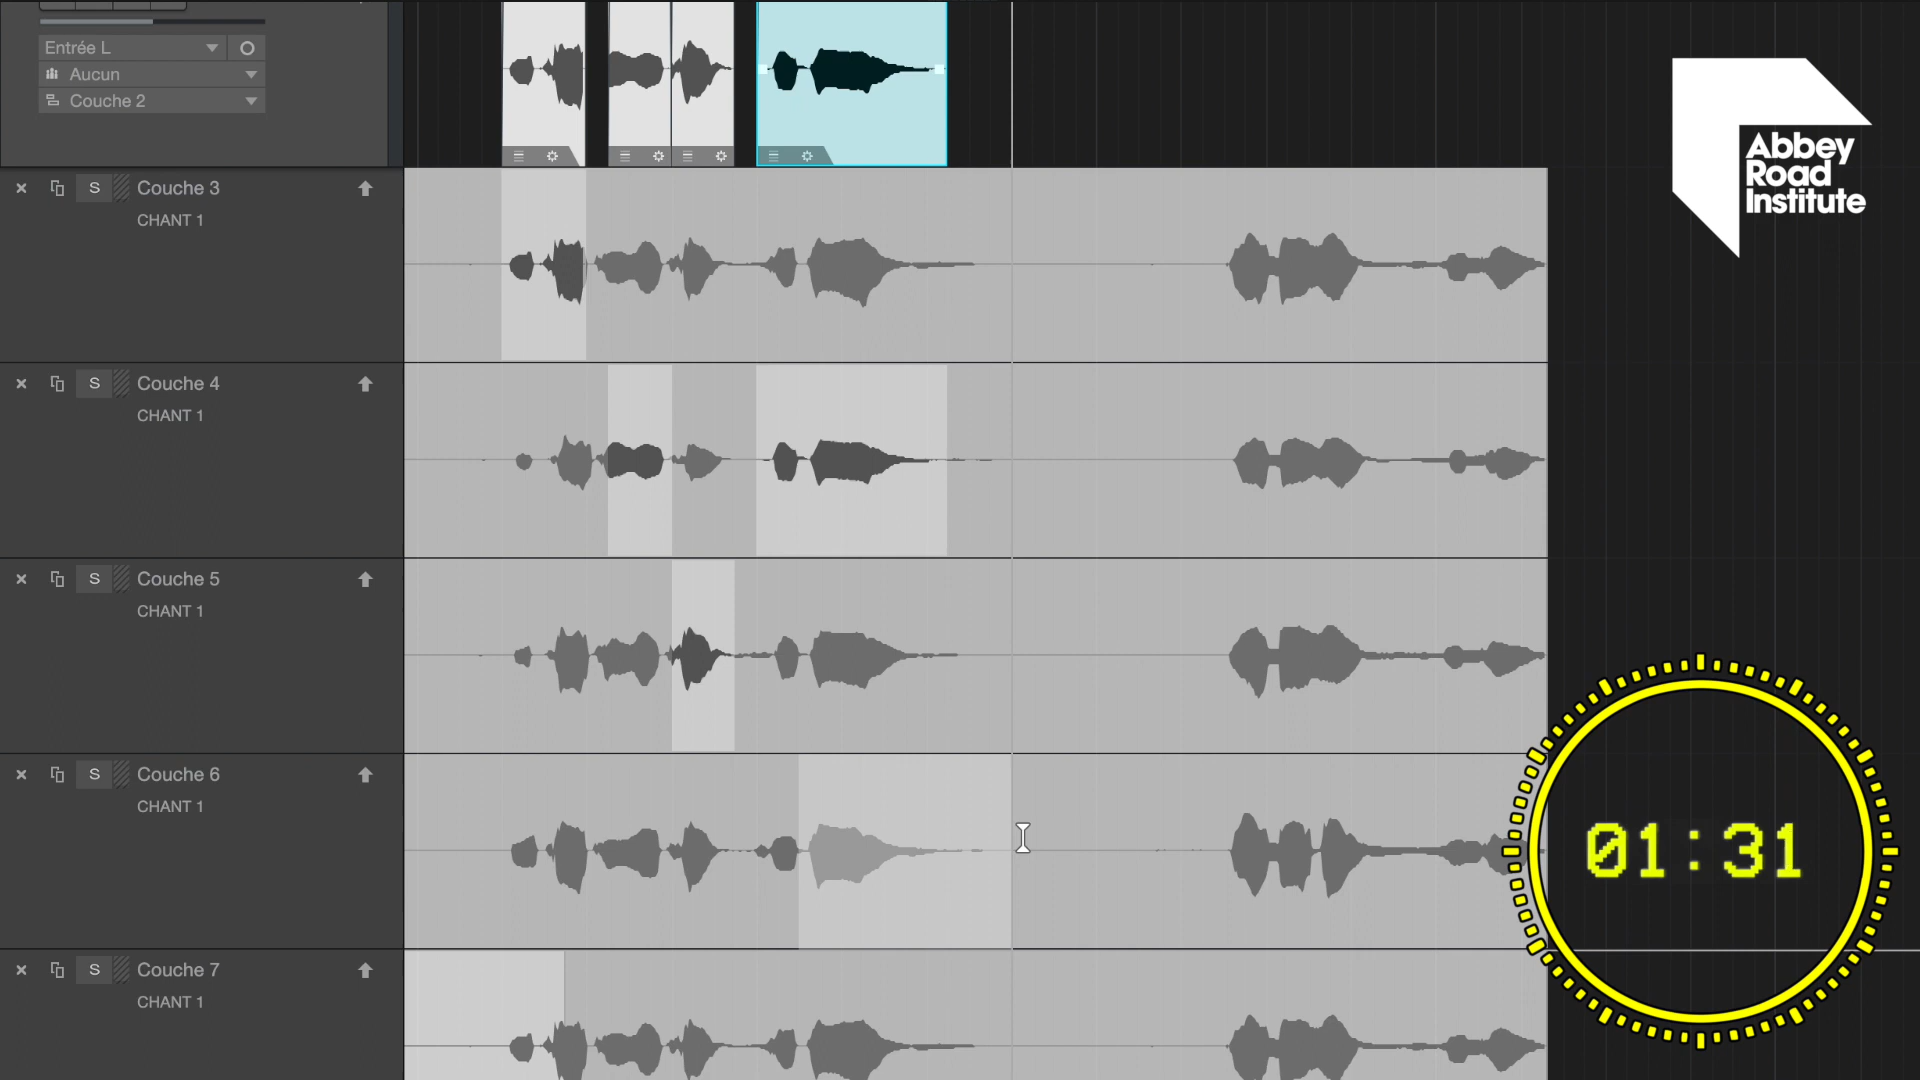 Entrée L
Aucun
Couche 2
Abbey
Road
Institute
S Couche 3
CHANT 1
S Couche 4
CHANT 1
S Couche 5
CHANT 1
S Couche 6
CHANT 1
01:31
S Couche 7
CHANT 1